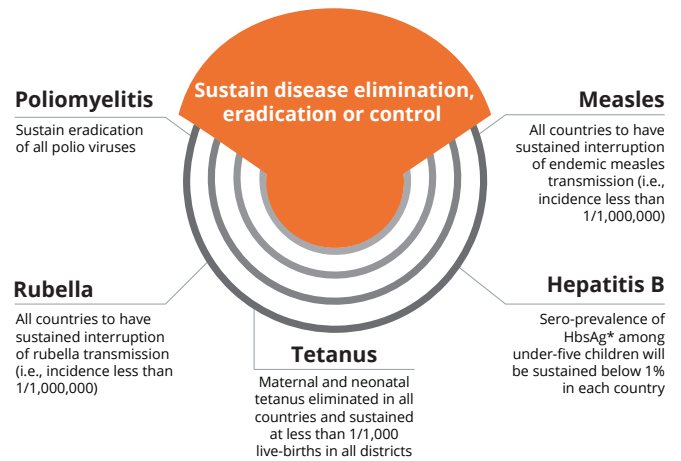 Sustain disease elimination,
eradication or control
Poliomyelitis
Sustain eradication
of all polio viruses
Measles
All countries to have
sustained interruption
of endemic measles
transmission (i.e.,
incidence less than
1/1,000,000)
Rubella
All countries to have
sustained interruption
of rubella transmission
(i.e., incidence less than
1/1,000,000)
Hepatitis B
Sero-prevalence of
HbsAg* among
under-five children will
be sustained below 1%
in each country
Tetanus
Maternal and neonatal
tetanus eliminated in all
countries and sustained
at less than 1/1,000
live-births in all districts